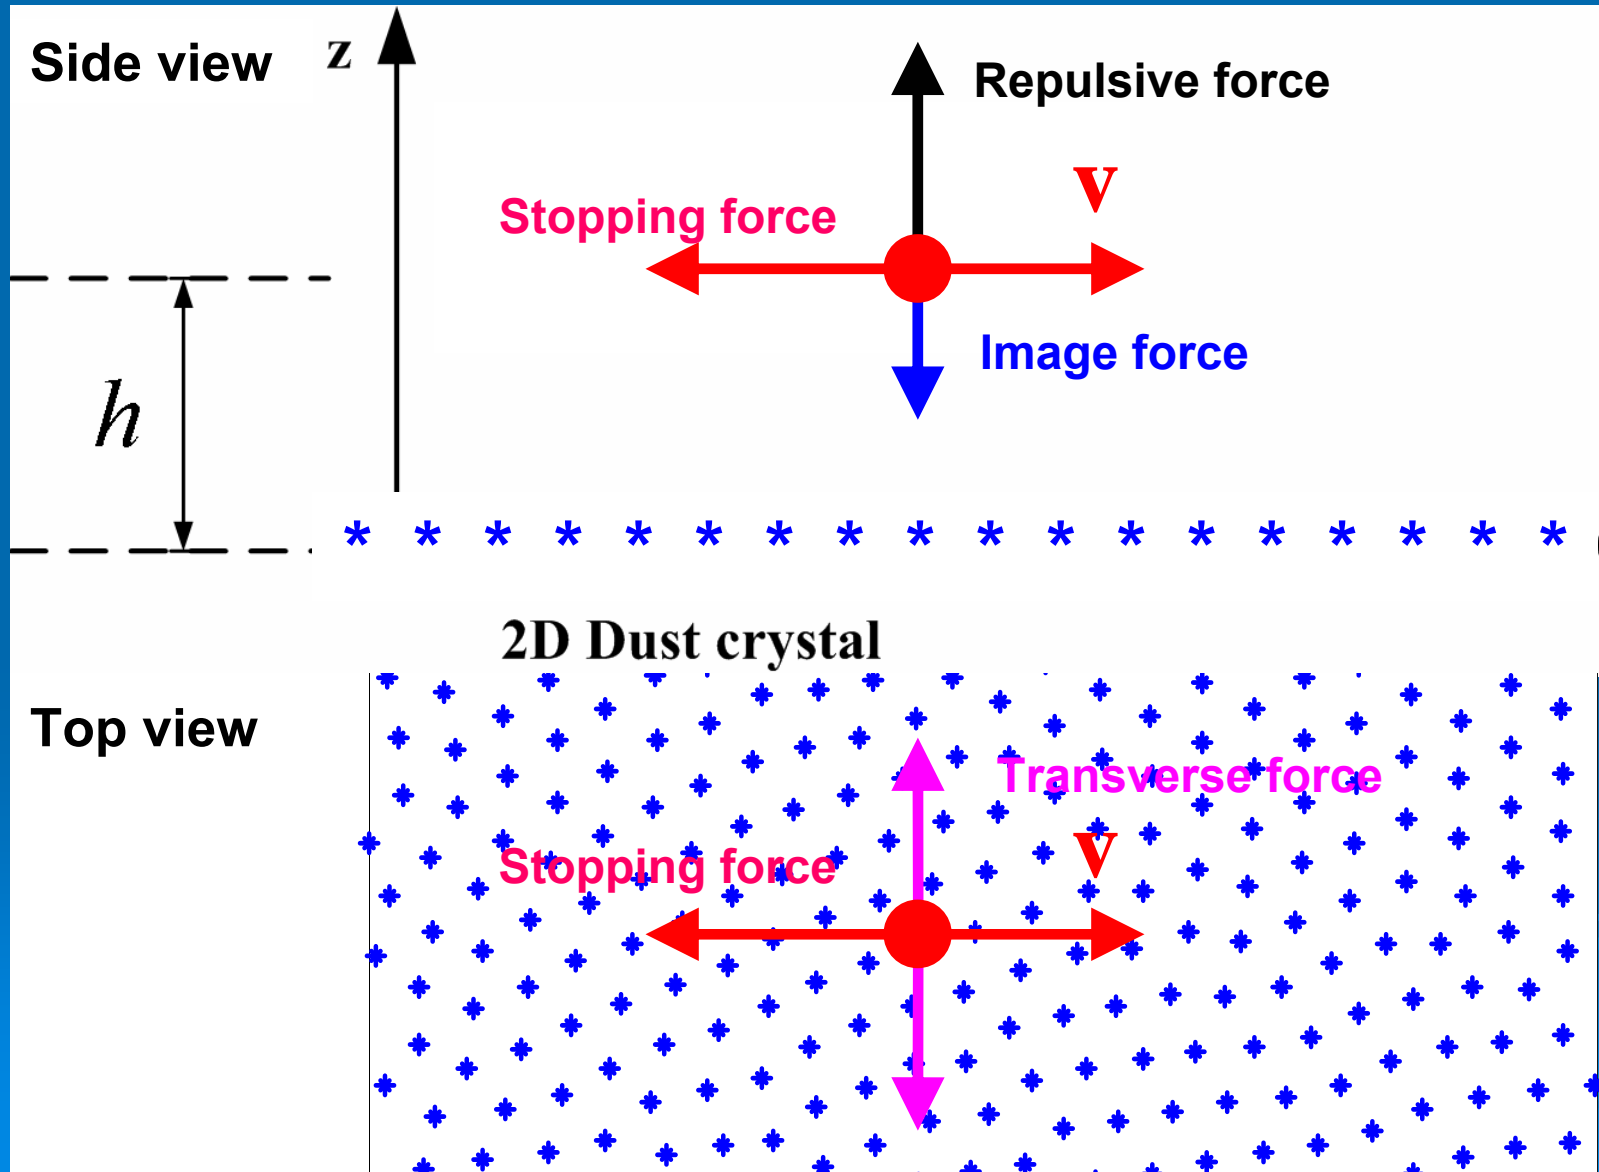 Side view
z
Repulsive force
v
Stopping force
Image force
h
* * * * * * * * * * * * * * * * * *
2D Dust crystal
Top view
Transverse force
v
Stopping force